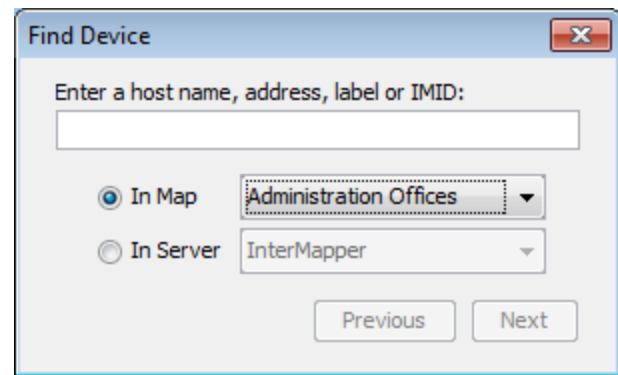 Find Device
Enter a host name, address, label or IMID:
In Map Administration Offices
In Server InterMapper
Previous Next